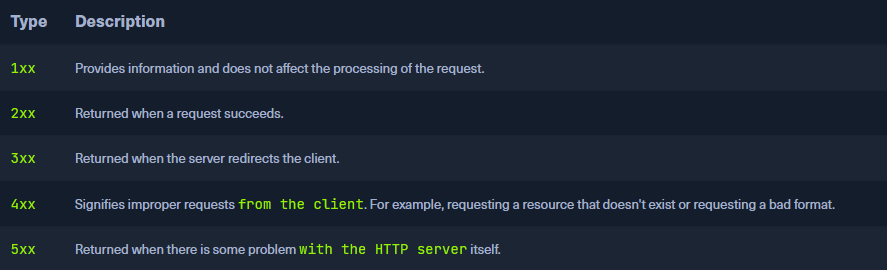 Type Description
1xx Provides information and does not affect the processing of the request.
2xx Returned when a request succeeds.
3xx Returned when the server redirects the client.
4xx Signifies improper requests from the client. For example, requesting a resource that doesn't exist or requesting a bad format.
5xx Returned when there is some problem with the HTTP server itself.